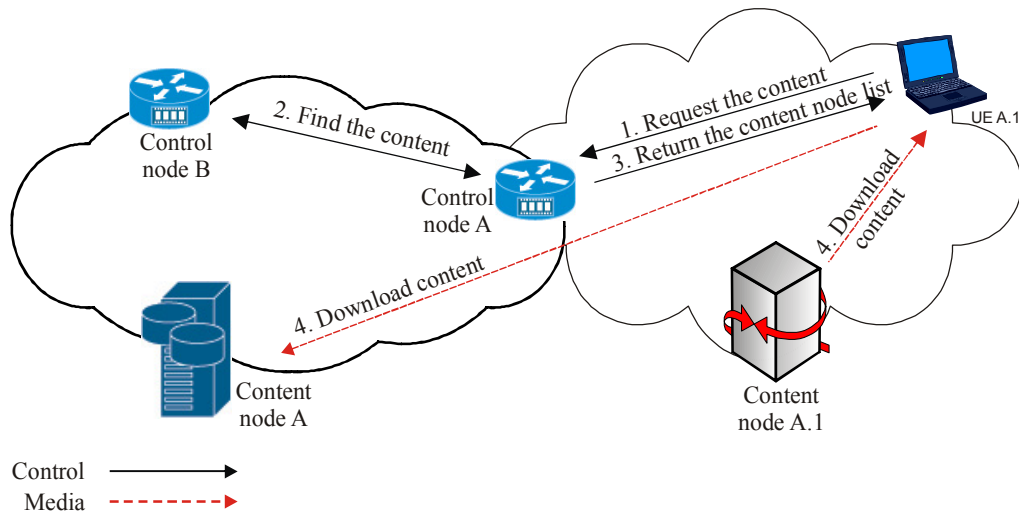 1. Request the content
UE A.1
2. Find the content
3. Return the content node list
Control
node B
Control
node A
4. Download
content
4. Download content
Content
node A
Content
node A.1
Control
Media